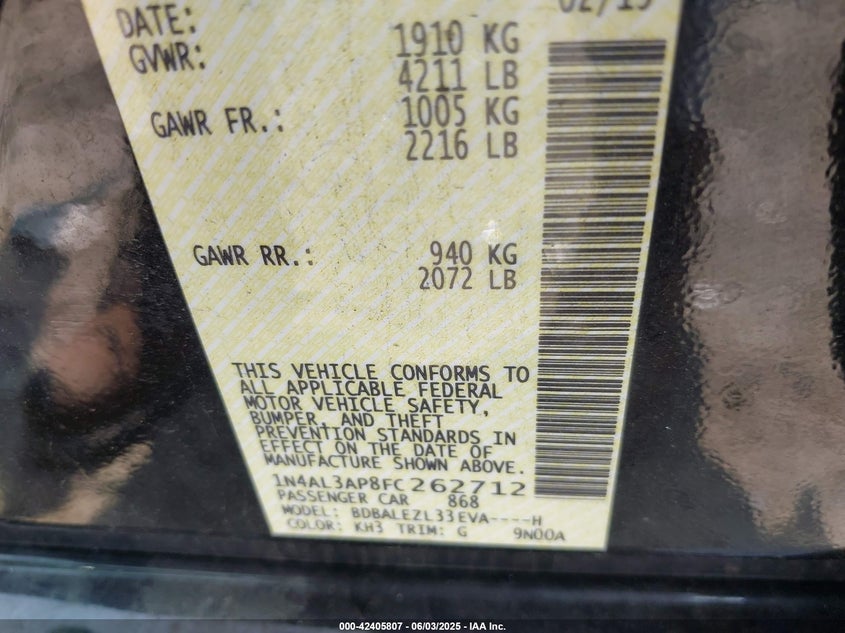 DATE: 02/15
GVWR: 1910 KG
4211 LB
GAWR FR.: 1005 KG
2216 LB
GAWR RR.: 940 KG
2072 LB
THIS VEHICLE CONFORMS TO
ALL APPLICABLE FEDERAL
MOTOR VEHICLE SAFETY,
BUMPER, AND THEFT
PREVENTION STANDARDS IN
EFFECT ON THE DATE OF
MANUFACTURE SHOWN ABOVE.
1N4AL3AP8FC262712
PASSENGER CAR 868
MODEL: BDBALEZL33EVA----H
COLOR: KH3 TRIM: G 9N00A
000-42405807 - 06/03/2025 - IAA Inc.